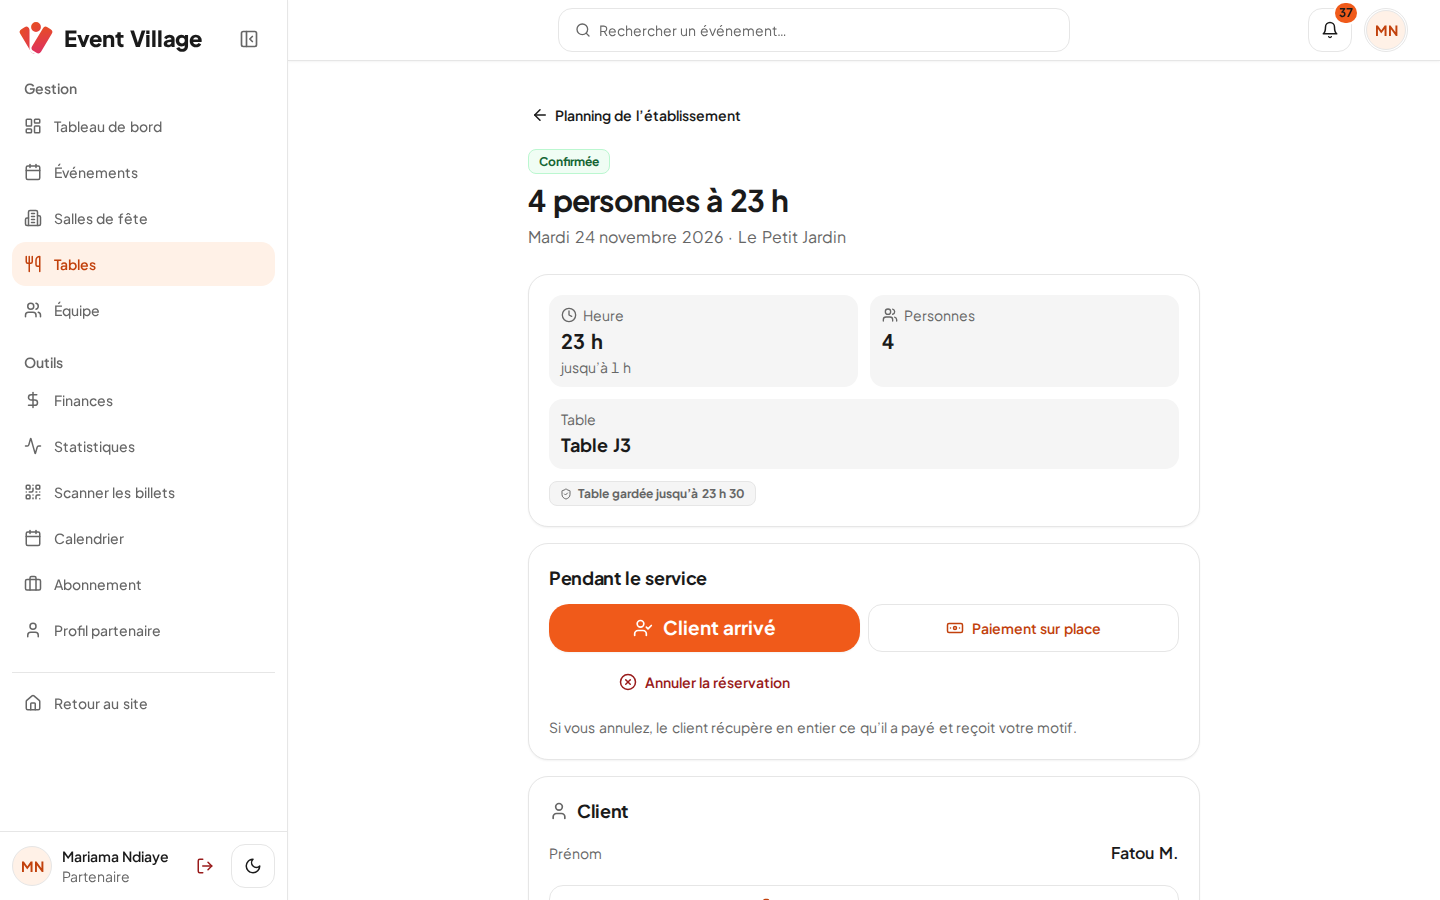 Event Village
Rechercher un événement...
37
MN
Gestion
Tableau de bord
Événements
Salles de fête
Tables
Équipe
Outils
Finances
Statistiques
Scanner les billets
Calendrier
Abonnement
Profil partenaire
Retour au site
MN
Mariama Ndiaye
Partenaire
Planning de l'établissement
Confirmée
4 personnes à 23 h
Mardi 24 novembre 2026 · Le Petit Jardin
Heure
23 h
jusqu'à 1 h
Personnes
4
Table
Table J3
Table gardée jusqu'à 23 h 30
Pendant le service
Client arrivé
Paiement sur place
Annuler la réservation
Si vous annulez, le client récupère en entier ce qu'il a payé et reçoit votre motif.
Client
Prénom
Fatou M.